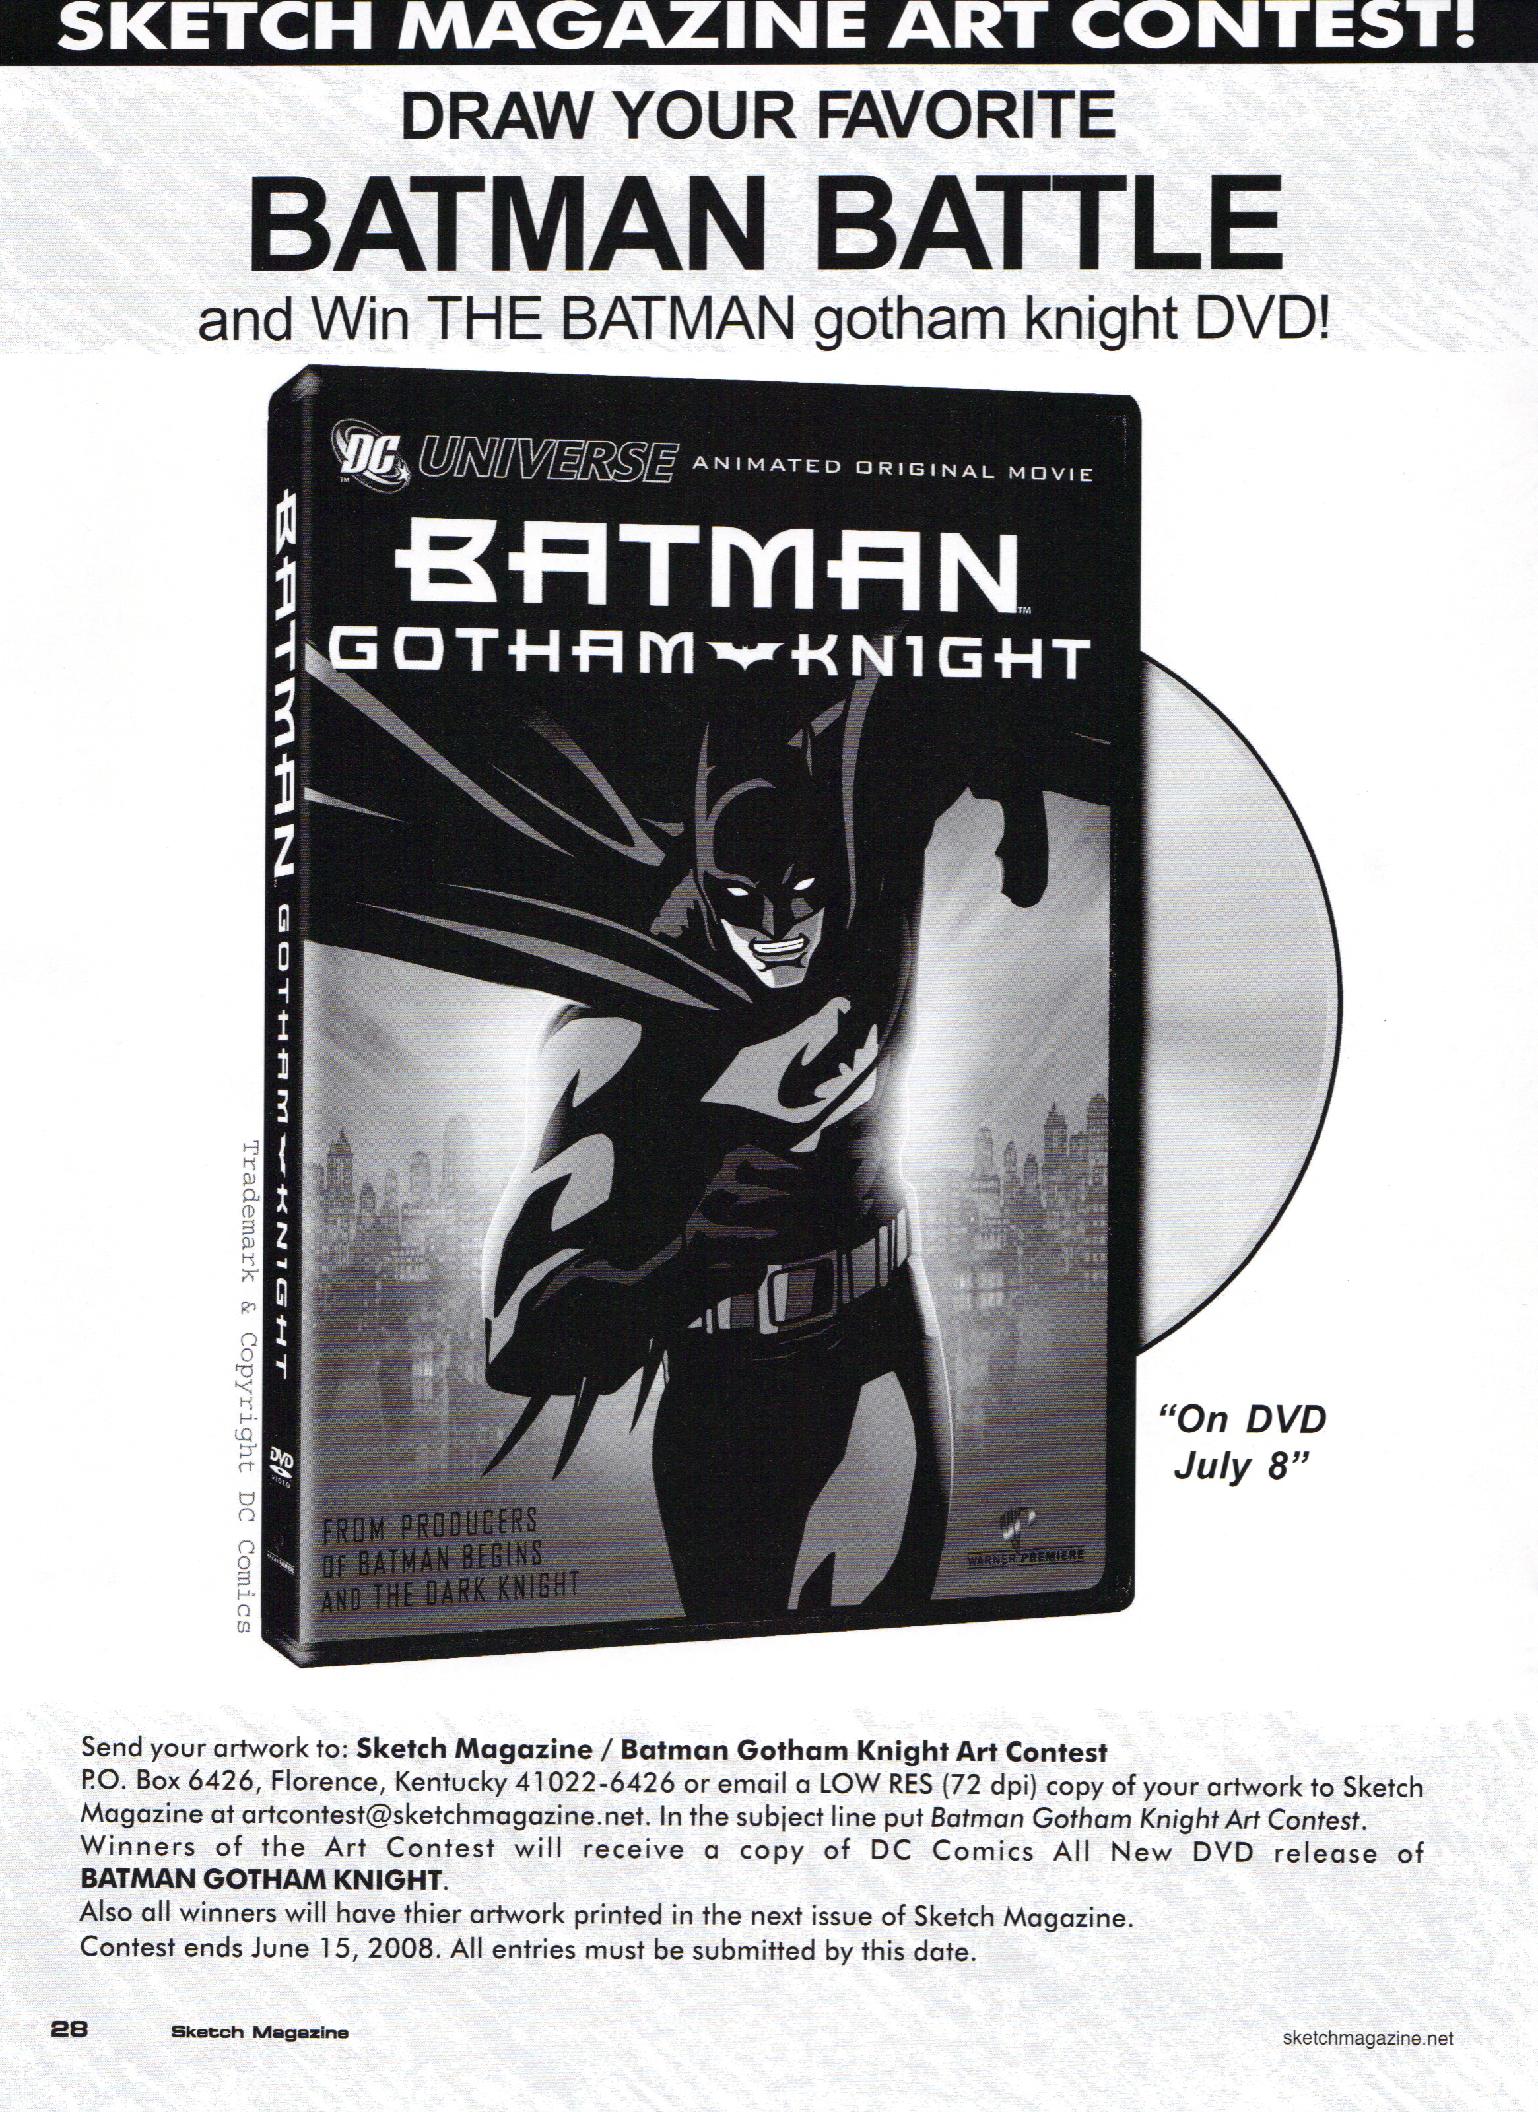 SKETCH MAGAZINE ART CONTEST!
DRAW YOUR FAVORITE
BATMAN BATTLE
and Win THE BATMAN gotham knight DVD!
DC UNIVERSE ANIMATED ORIGINAL MOVIE
BATMAN
GOTHAM KNIGHT
BATMAN GOTHAM KNIGHT
DVD
VIDEO
Trademark & Copyright DC Comics
"On DVD
July 8"
FROM PRODUCERS
OF BATMAN BEGINS
AND THE DARK KNIGHT
WARNER PREMIERE
Send your artwork to: Sketch Magazine / Batman Gotham Knight Art Contest
P.O. Box 6426, Florence, Kentucky 41022-6426 or email a LOW RES (72 dpi) copy of your artwork to Sketch
Magazine at artcontest@sketchmagazine.net. In the subject line put Batman Gotham Knight Art Contest.
Winners of the Art Contest will receive a copy of DC Comics All New DVD release of
BATMAN GOTHAM KNIGHT.
Also all winners will have thier artwork printed in the next issue of Sketch Magazine.
Contest ends June 15, 2008. All entries must be submitted by this date.
28 Sketch Magazine sketchmagazine.net